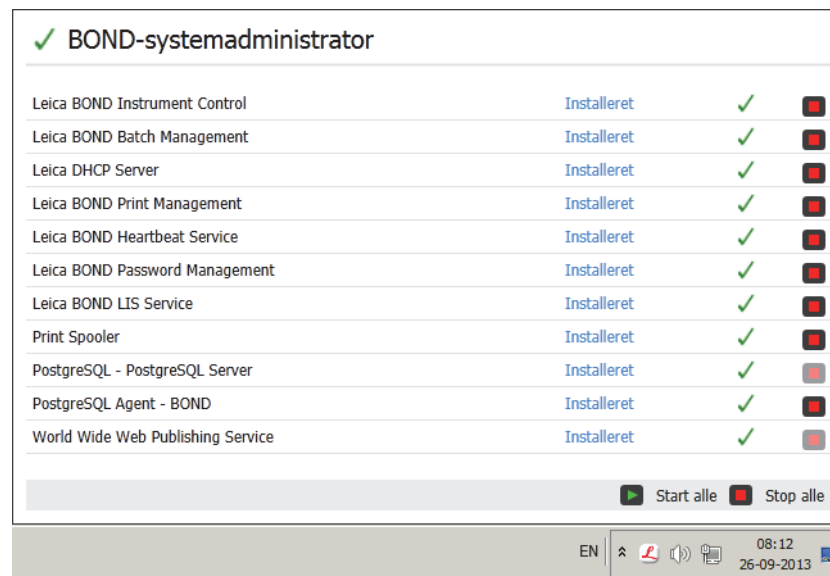 BOND-systemadministrator
Leica BOND Instrument Control Installeret
Leica BOND Batch Management Installeret
Leica DHCP Server Installeret
Leica BOND Print Management Installeret
Leica BOND Heartbeat Service Installeret
Leica BOND Password Management Installeret
Leica BOND LIS Service Installeret
Print Spooler Installeret
PostgreSQL - PostgreSQL Server Installeret
PostgreSQL Agent - BOND Installeret
World Wide Web Publishing Service Installeret
Start alle Stop alle
EN 08:12
26-09-2013